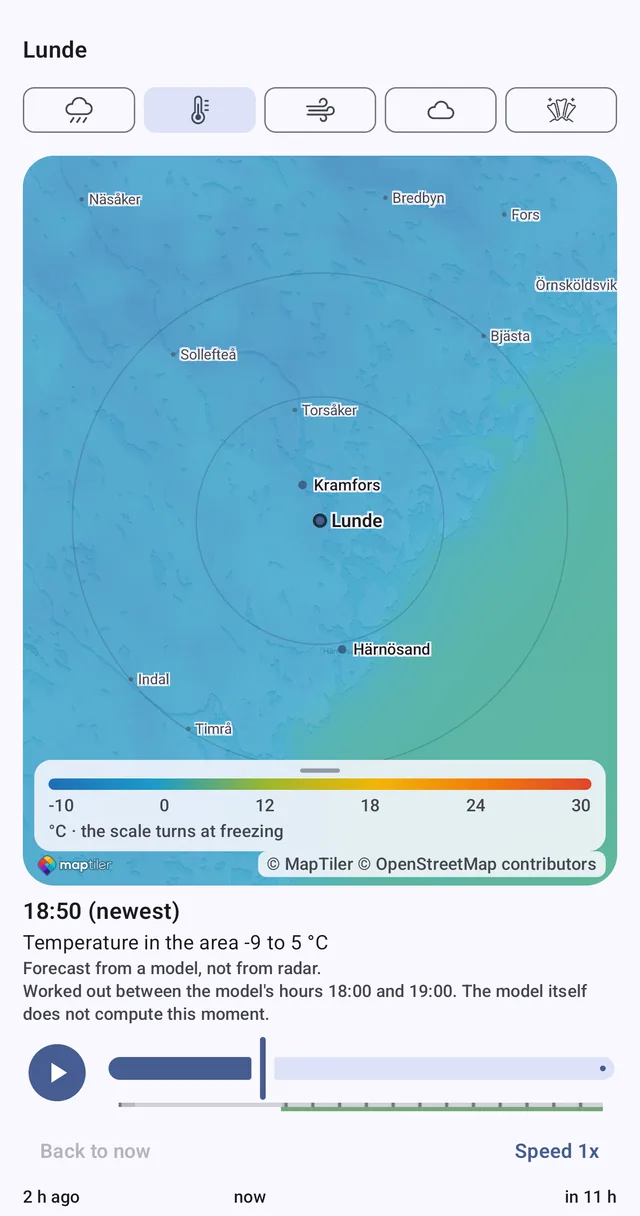 Lunde
Näsåker
Bredbyn
Fors
Örnsköldsvik
Bjästa
Sollefteå
Torsåker
Kramfors
Lunde
Härnösand
Indal
Timrå
-10 0 12 18 24 30
°C · the scale turns at freezing
maptiler
© MapTiler © OpenStreetMap contributors
18:50 (newest)
Temperature in the area -9 to 5 °C
Forecast from a model, not from radar.
Worked out between the model's hours 18:00 and 19:00. The model itself
does not compute this moment.
Back to now
Speed 1x
2 h ago now in 11 h